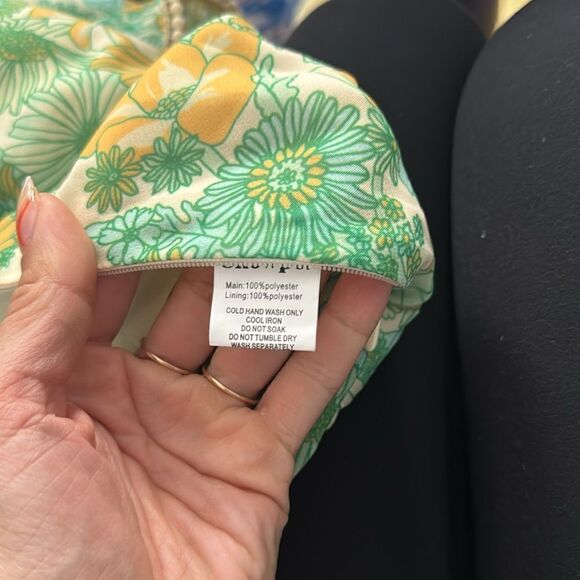 Main:100%polyester
Lining:100%polyester
COLD HAND WASH ONLY
COOL IRON
DO NOT SOAK
DO NOT TUMBLE DRY
WASH SEPARATELY